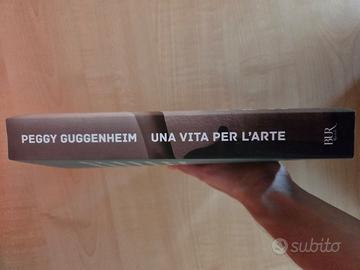 PEGGY GUGGENHEIM UNA VITA PER L'ARTE
BUR
subito